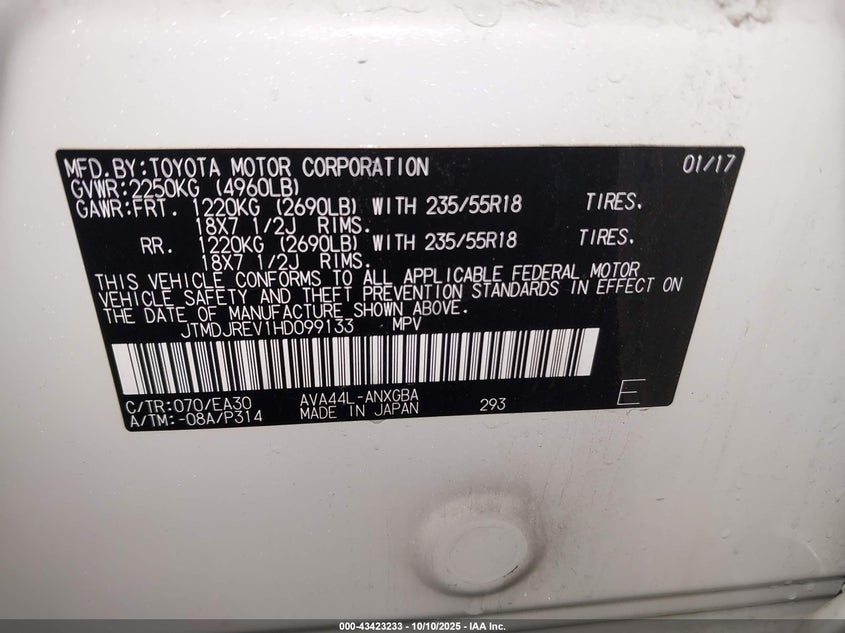 MFD.BY:TOYOTA MOTOR CORPORATION 01/17
GVWR:2250KG (4960LB)
GAWR:FRT. 1220KG (2690LB) WITH 235/55R18 TIRES.
18X7 1/2J RIMS.
RR. 1220KG (2690LB) WITH 235/55R18 TIRES.
18X7 1/2J RIMS.
THIS VEHICLE CONFORMS TO ALL APPLICABLE FEDERAL MOTOR
VEHICLE SAFETY AND THEFT PREVENTION STANDARDS IN EFFECT ON
THE DATE OF MANUFACTURE SHOWN ABOVE.
JTMDJREV1HD099133 MPV
C/TR:070/EA30 AVA44L-ANXGBA
A/TM:-08A/P314 MADE IN JAPAN 293 E
000-43423233 - 10/10/2025 - IAA Inc.